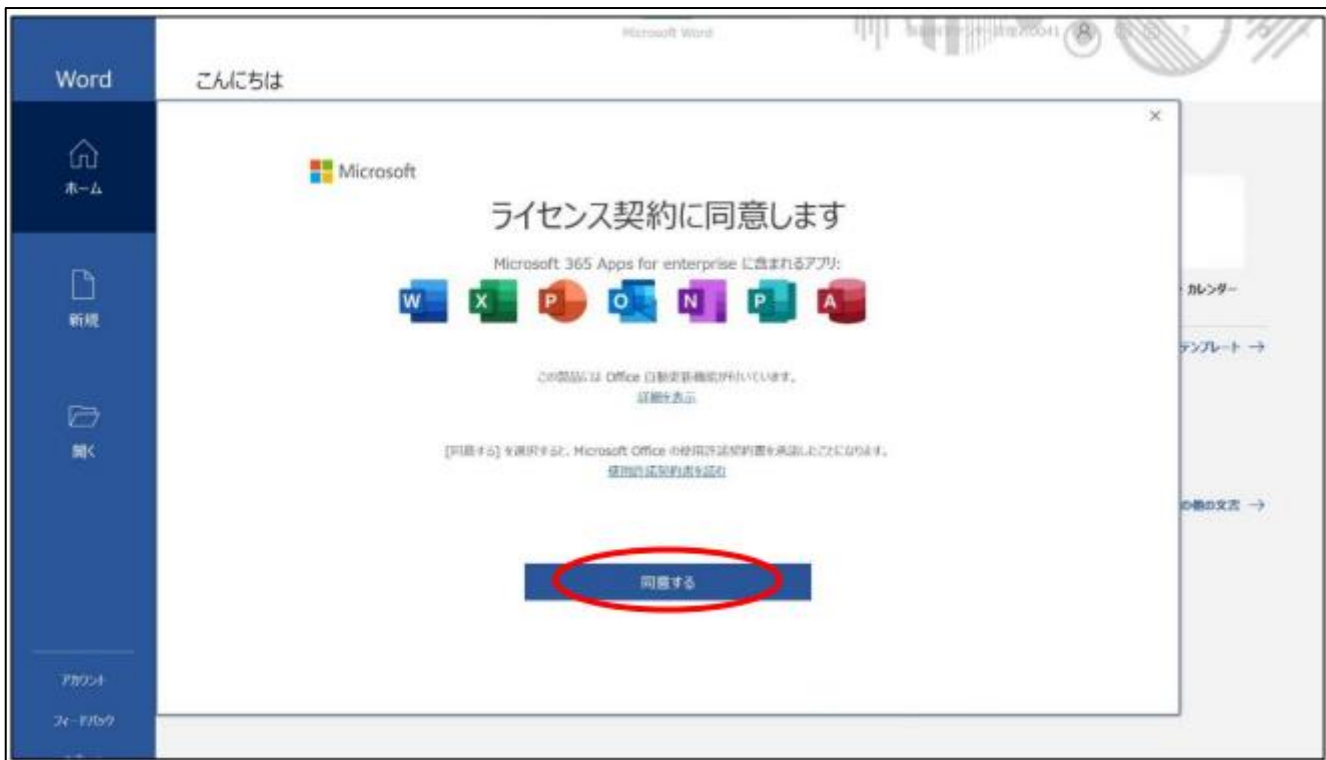 Microsoft Word
Word
こんにちは
ホーム
新規
開く
アカウント
フィードバック
Microsoft
ライセンス契約に同意します
Microsoft 365 Apps for enterprise に含まれるアプリ:
W X P O N P A
この製品には Office 自動更新機能が付いています。
詳細を表示
[同意する] を選択すると、Microsoft Office の使用許諾契約書を承諾したことになります。
使用許諾契約書を読む
同意する
カレンダー
テンプレート →
の他の文書 →